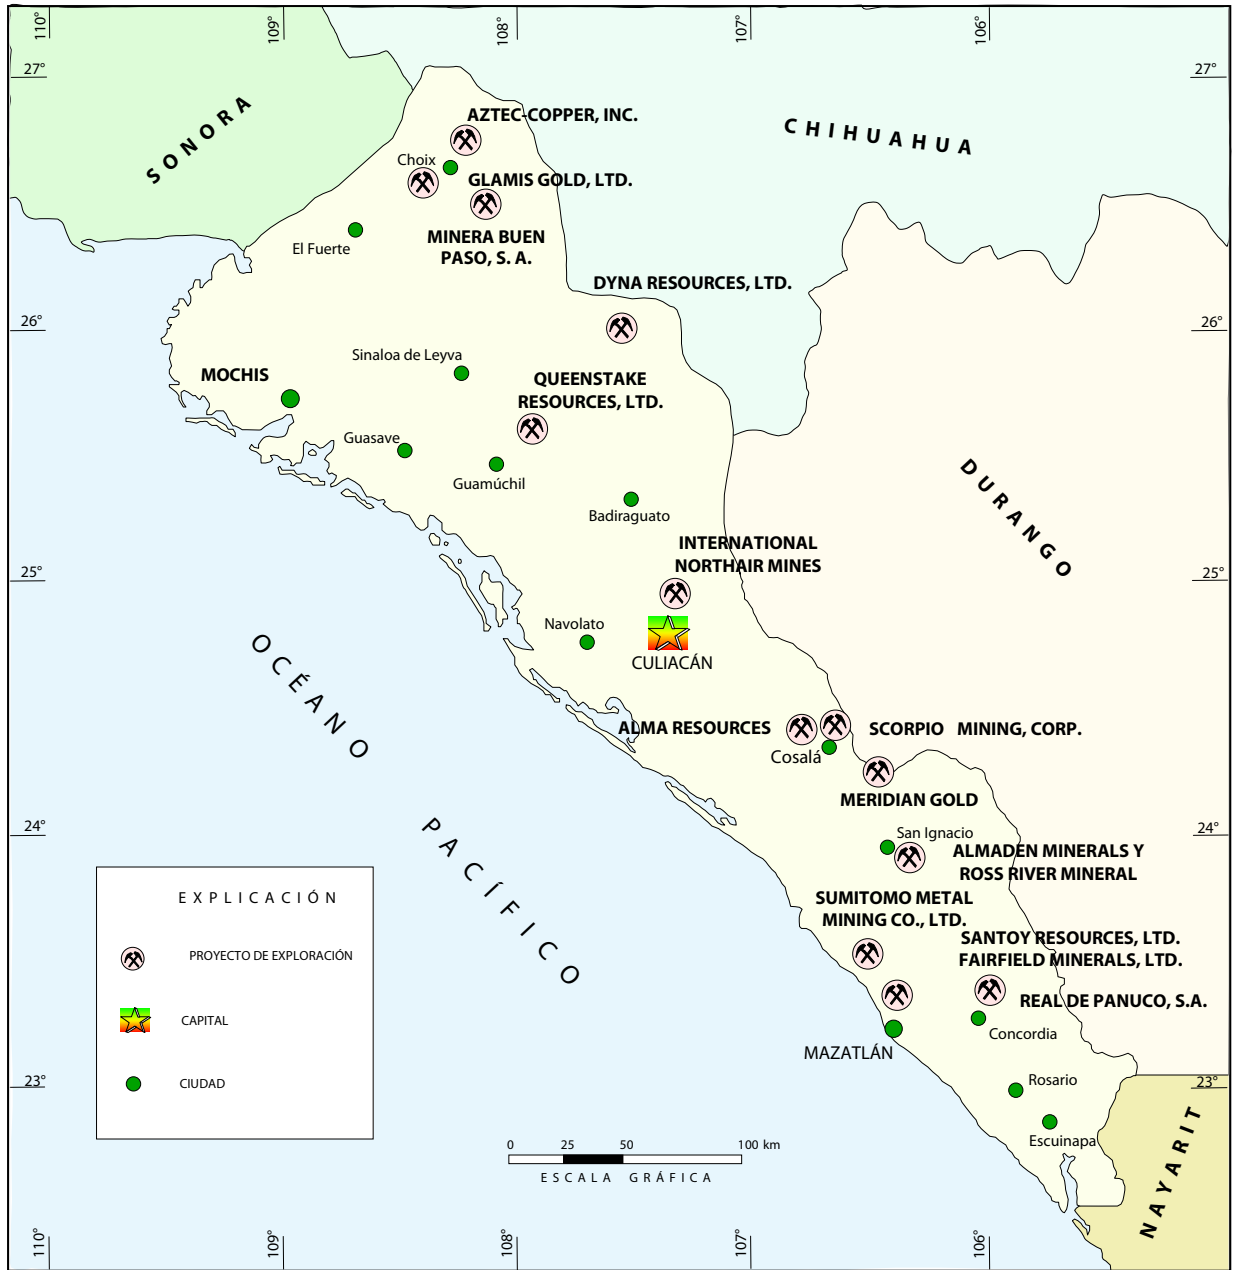 110°
109°
108°
107°
106°
27°
27°
SONORA
CHIHUAHUA
AZTEC-COPPER, INC.
Choix
GLAMIS GOLD, LTD.
El Fuerte
MINERA BUEN
PASO, S. A.
DYNA RESOURCES, LTD.
26°
26°
Sinaloa de Leyva
MOCHIS
QUEENSTAKE
RESOURCES, LTD.
Guasave
Guamúchil
Badiraguato
DURANGO
INTERNATIONAL
NORTHAIR MINES
25°
25°
Navolato
CULIACÁN
OCÉANO
PACÍFICO
ALMA RESOURCES
SCORPIO MINING, CORP.
Cosalá
MERIDIAN GOLD
24°
24°
San Ignacio
ALMADEN MINERALS Y
ROSS RIVER MINERAL
SUMITOMO METAL
MINING CO., LTD.
SANTOY RESOURCES, LTD.
FAIRFIELD MINERALS, LTD.
REAL DE PANUCO, S.A.
Concordia
MAZATLÁN
23°
23°
Rosario
Escuinapa
NAYARIT
EXPLICACIÓN
PROYECTO DE EXPLORACIÓN
CAPITAL
CIUDAD
0 25 50 100 km
ESCALA GRÁFICA
110°
109°
108°
107°
106°